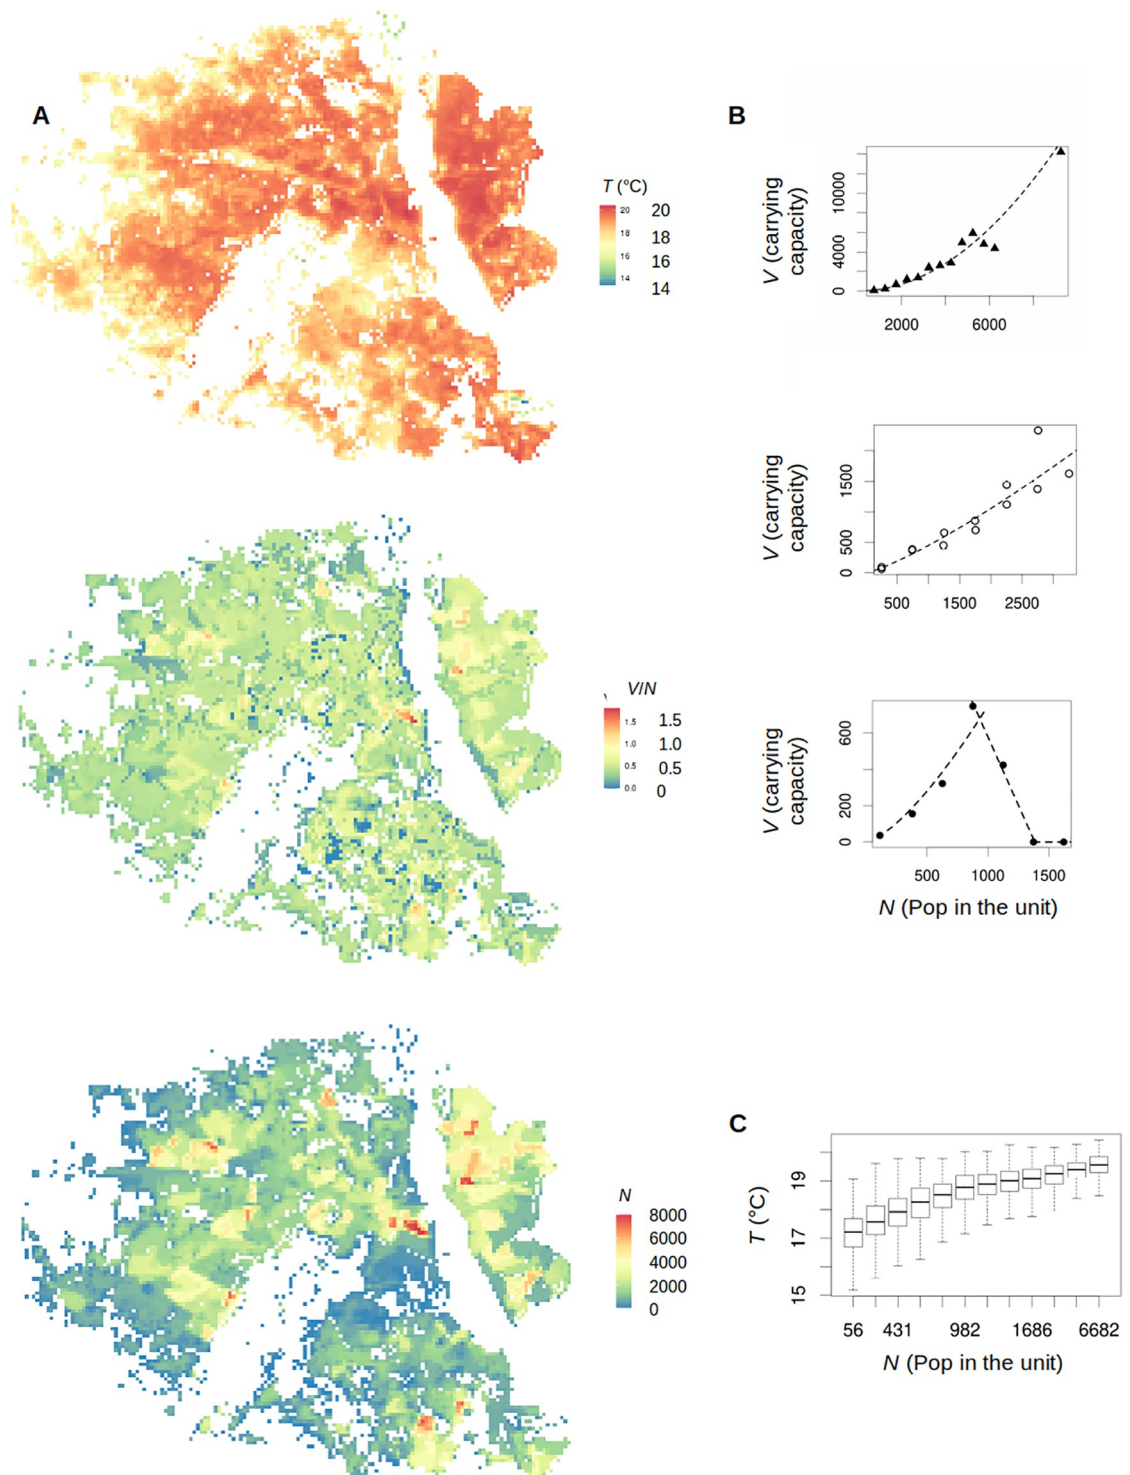 A
B
T (°C)
20
18
16
14
20
18
16
14
V (carrying
capacity)
10000
4000
0
2000 6000
V (carrying
capacity)
1500
500
0
500 1500 2500
V/N
1.5
1.0
0.5
0.0
1.5
1.0
0.5
0
V (carrying
capacity)
600
200
0
500 1000 1500
N (Pop in the unit)
N
8000
6000
4000
2000
0
C
T (°C)
19
17
15
56 431 982 1686 6682
N (Pop in the unit)